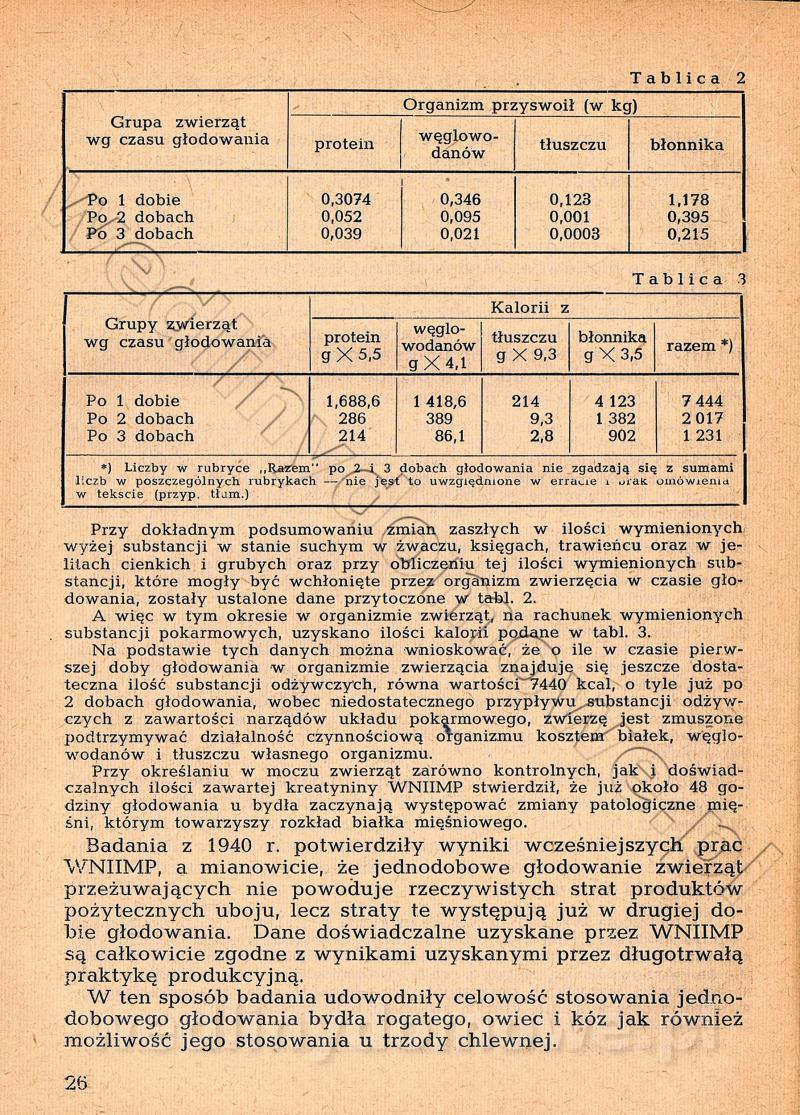 Tablica 2
Grupa zwierząt wg czasu głodowania
Organizm przyswoił (w kg)
protein
węglowo-
danów
tłuszczu
błonnika
Po 1 dobie 0,3074 0,346 0,123 1,178
Po 2 dobach 0,052 0,095 0,001 0,395
Po 3 dobach 0,039 0,021 0,0003 0,215
Tablica 3
Grupy zwierząt
wg czasu głodowania
Kalorii z
protein
g X 5,5
węglo-
wodanów
g X 4,1
tłuszczu
g X 9,3
błonnika
g X 3,5
razem *)
Po 1 dobie 1,688,6 1 418,6 214 4 123 7 444
Po 2 dobach 286 389 9,3 1 382 2 017
Po 3 dobach 214 86,1 2,8 902 1 231
*) Liczby w rubryce „Razem" po 2 i 3 dobach głodowania nie zgadzają się z sumami
liczb w poszczególnych rubrykach — nie jest to uwzględnione w erracie i brak omówienia
w tekscie (przyp. tłum.)
Przy dokładnym podsumowaniu zmian zaszłych w ilości wymienionych
wyżej substancji w stanie suchym w żwaczu, księgach, trawieńcu oraz w je-
litach cienkich i grubych oraz przy obliczeniu tej ilości wymienionych sub-
stancji, które mogły być wchłonięte przez organizm zwierzęcia w czasie gło-
dowania, zostały ustalone dane przytoczone w tabl. 2.
A więc w tym okresie w organizmie zwierząt, na rachunek wymienionych
substancji pokarmowych, uzyskano ilości kalorii podane w tabl. 3.
Na podstawie tych danych można wnioskować, że o ile w czasie pierw-
szej doby głodowania w organizmie zwierzącia znajduje się jeszcze dosta-
teczna ilość substancji odżywczych, równa wartości 7440 kcal, o tyle już po
2 dobach głodowania, wobec niedostatecznego przypływu substancji odżyw-
czych z zawartości narządów układu pokarmowego, zwierzę jest zmuszone
podtrzymywać działalność czynnościową organizmu kosztem białek, węglo-
wodanów i tłuszczu własnego organizmu.
Przy określaniu w moczu zwierząt zarówno kontrolnych, jak i doświad-
czalnych ilości zawartej kreatyniny WNIIMP stwierdził, że już około 48 go-
dziny głodowania u bydła zaczynają występować zmiany patologiczne mię-
śni, którym towarzyszy rozkład białka mięśniowego.
Badania z 1940 r. potwierdziły wyniki wcześniejszych prac
WNIIMP, a mianowicie, że jednodobowe głodowanie zwierząt
przeżuwających nie powoduje rzeczywistych strat produktów
pożytecznych uboju, lecz straty te występują już w drugiej do-
bie głodowania. Dane doświadczalne uzyskane przez WNIIMP
są całkowicie zgodne z wynikami uzyskanymi przez długotrwałą
praktykę produkcyjną.
W ten sposób badania udowodniły celowość stosowania jedno-
dobowego głodowania bydła rogatego, owiec i kóz jak również
możliwość jego stosowania u trzody chlewnej.
26